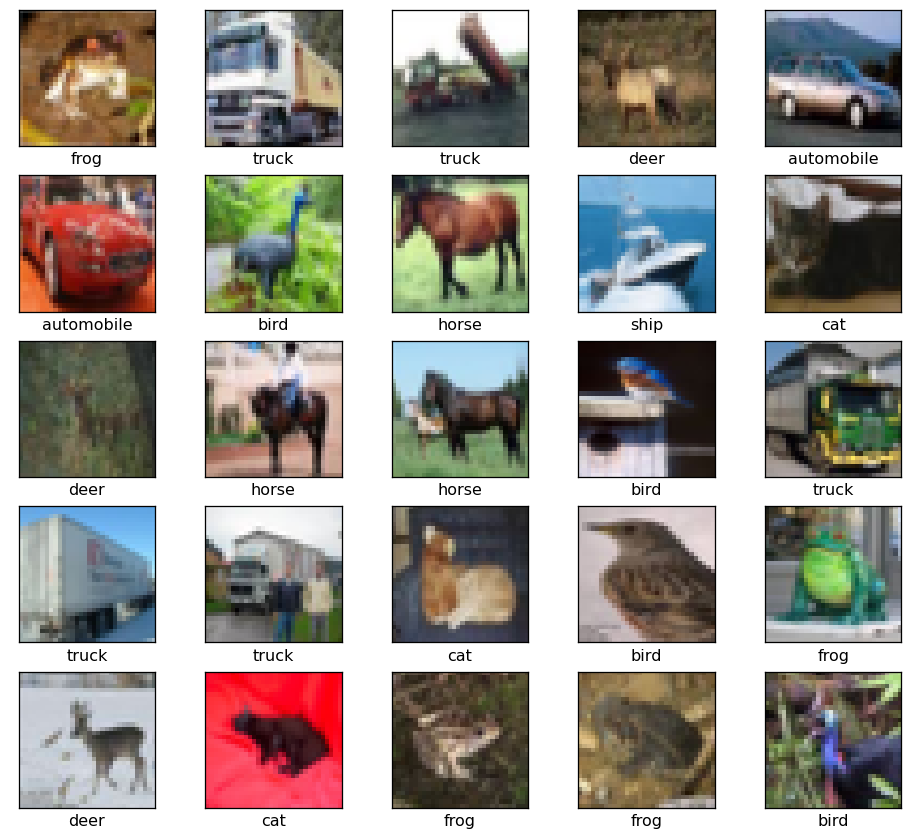 frog truck truck deer automobile
automobile bird horse ship cat
deer horse horse bird truck
truck truck cat bird frog
deer cat frog frog bird